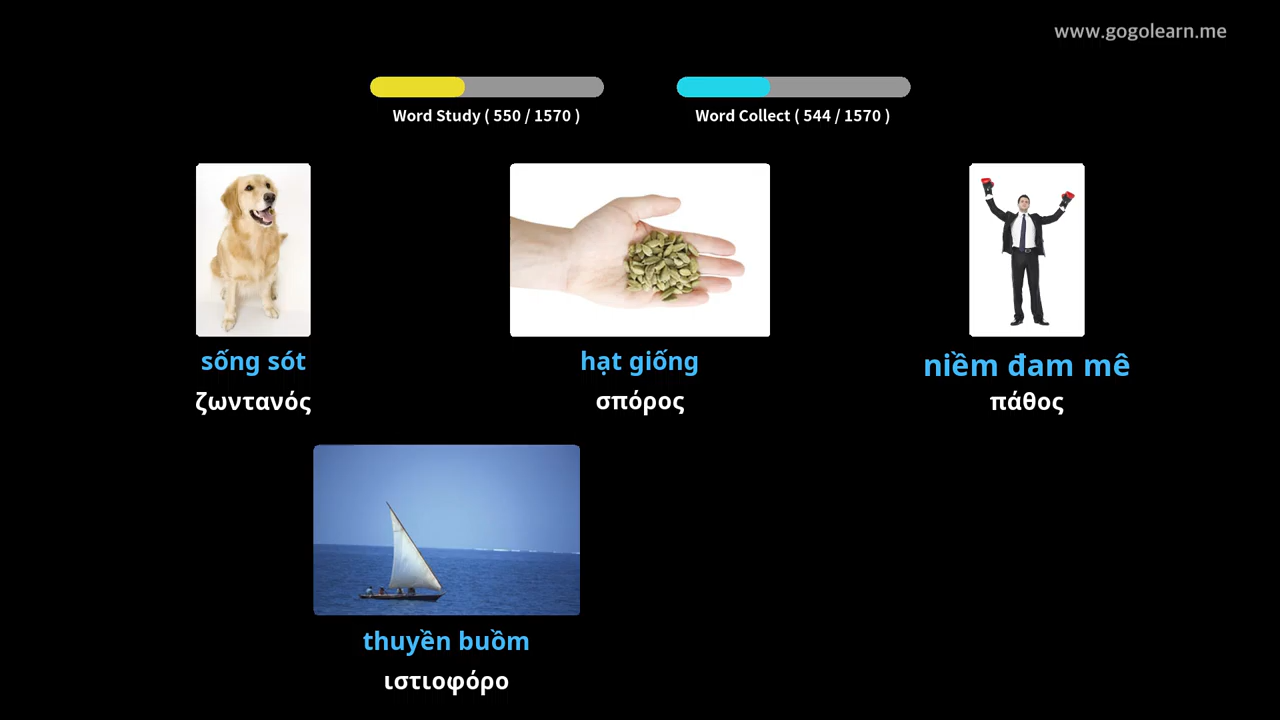 www.gogolearn.me
Word Study ( 550 / 1570 )
Word Collect ( 544 / 1570 )
sống sót
ζωντανός
hạt giống
σπόρος
niềm đam mê
πάθος
thuyền buồm
ιστιοφόρο